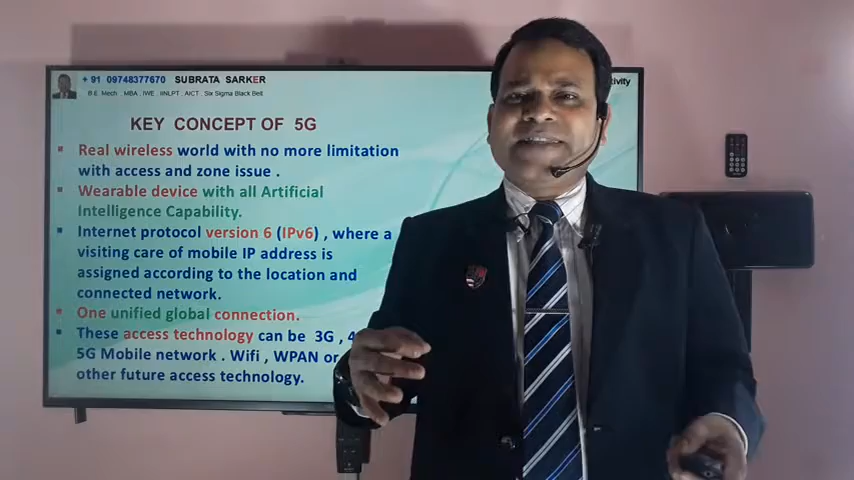 + 91 09748377670 SUBRATA SARKER
B.E Mech . MBA . IWE . IINLPT . AICT . Six Sigma Black Belt
KEY CONCEPT OF 5G
Real wireless world with no more limitation
with access and zone issue .
Wearable device with all Artificial
Intelligence Capability.
Internet protocol version 6 (IPv6) , where a
visiting care of mobile IP address is
assigned according to the location and
connected network.
One unified global connection.
These access technology can be 3G , 4
5G Mobile network . Wifi , WPAN or
other Future access technology.